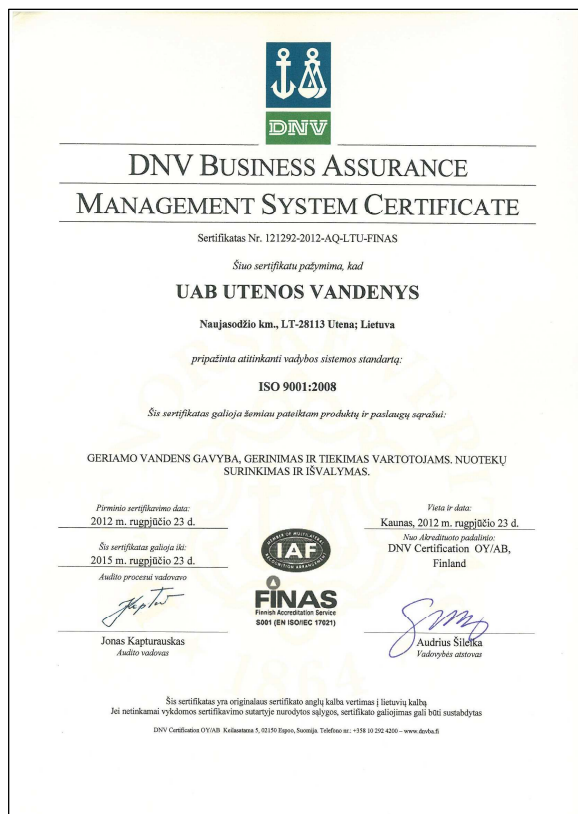 DNV
DNV BUSINESS ASSURANCE
MANAGEMENT SYSTEM CERTIFICATE
Sertifikatas Nr. 121292-2012-AQ-LTU-FINAS
Šiuo sertifikatu pažymima, kad
UAB UTENOS VANDENYS
Naujasodžio km., LT-28113 Utena; Lietuva
pripažinta atitinkanti vadybos sistemos standartą:
ISO 9001:2008
Šis sertifikatas galioja žemiau pateiktam produktų ir paslaugų sąrašui:
GERIAMO VANDENS GAVYBA, GERINIMAS IR TIEKIMAS VARTOTOJAMS. NUOTEKŲ
SURINKIMAS IR IŠVALYMAS.
Pirminio sertifikavimo data:
2012 m. rugpjūčio 23 d.
Šis sertifikatas galioja iki:
2015 m. rugpjūčio 23 d.
Audito procesui vadovavo
Jonas Kapturauskas
Audito vadovas
MEMBER OF MULTILATERAL
RECOGNITION ARRANGEMENT
IAF
FINAS
Finnish Accreditation Service
S001 (EN ISO/IEC 17021)
Vieta ir data:
Kaunas, 2012 m. rugpjūčio 23 d.
Nuo Akredituoto padalinio:
DNV Certification OY/AB,
Finland
Audrius Šileika
Vadovybės atstovas
1864
Šis sertifikatas yra originalaus sertifikato anglų kalba vertimas į lietuvių kalbą
Jei netinkamai vykdomos sertifikavimo sutartyje nurodytos sąlygos, sertifikato galiojimas gali būti sustabdytas
DNV Certification OY/AB Keilasatama 5, 02150 Espoo, Suomija. Telefono nr.: +358 10 292 4200 – www.dnvba.fi